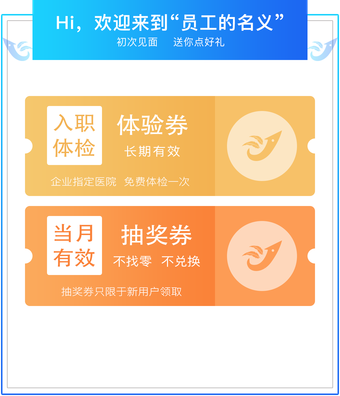 Hi，欢迎来到“员工的名义”
初次见面　送你点好礼
入职
体检
体验券
长期有效
企业指定医院　免费体检一次
当月
有效
抽奖券
不找零　不兑换
抽奖券只限于新用户领取